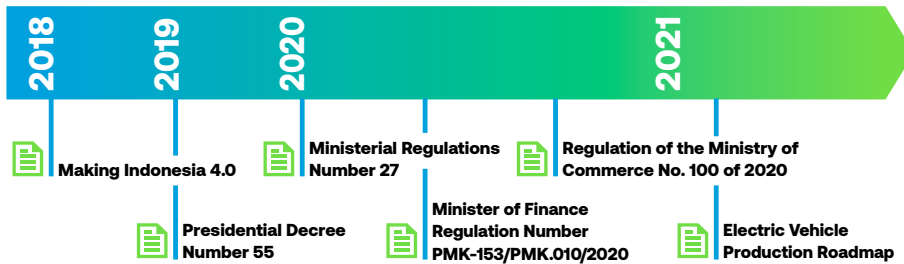 2018
2019
2020
2021
Making Indonesia 4.0
Presidential Decree
Number 55
Ministerial Regulations
Number 27
Minister of Finance
Regulation Number
PMK-153/PMK.010/2020
Regulation of the Ministry of
Commerce No. 100 of 2020
Electric Vehicle
Production Roadmap